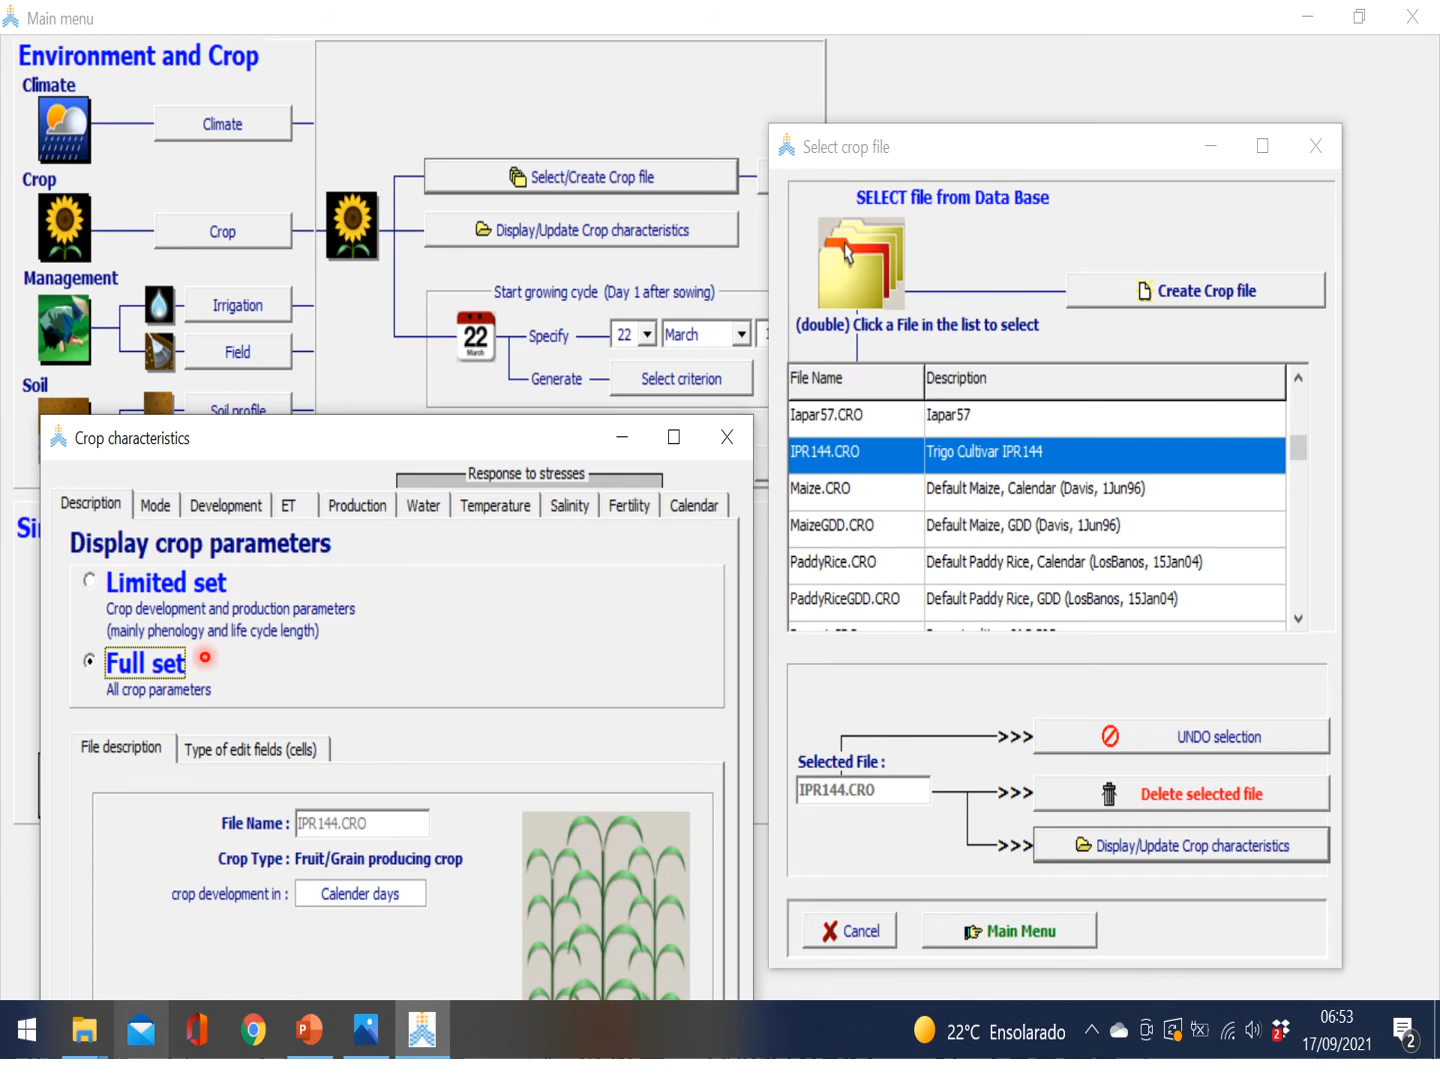 Main menu
Environment and Crop
Climate
Climate
Crop
Crop
Management
Irrigation
Field
Soil
Soil profile
Select/Create Crop file
Display/Update Crop characteristics
Start growing cycle (Day 1 after sowing)
22
March
Specify
22
March
Generate
Select criterion
Select crop file
SELECT file from Data Base
Create Crop file
(double) Click a File in the list to select
File Name Description
Iapar57.CRO Iapar57
IPR144.CRO Trigo Cultivar IPR144
Maize.CRO Default Maize, Calendar (Davis, 1Jun96)
MaizeGDD.CRO Default Maize, GDD (Davis, 1Jun96)
PaddyRice.CRO Default Paddy Rice, Calendar (LosBanos, 15Jan04)
PaddyRiceGDD.CRO Default Paddy Rice, GDD (LosBanos, 15Jan04)
>>> UNDO selection
Selected File :
IPR144.CRO
>>> Delete selected file
>>> Display/Update Crop characteristics
Cancel
Main Menu
Crop characteristics
Response to stresses
Description Mode Development ET Production Water Temperature Salinity Fertility Calendar
Display crop parameters
Limited set
Crop development and production parameters
(mainly phenology and life cycle length)
Full set
All crop parameters
File description Type of edit fields (cells)
File Name : IPR144.CRO
Crop Type : Fruit/Grain producing crop
crop development in : Calender days
22°C Ensolarado
06:53
17/09/2021
2
2